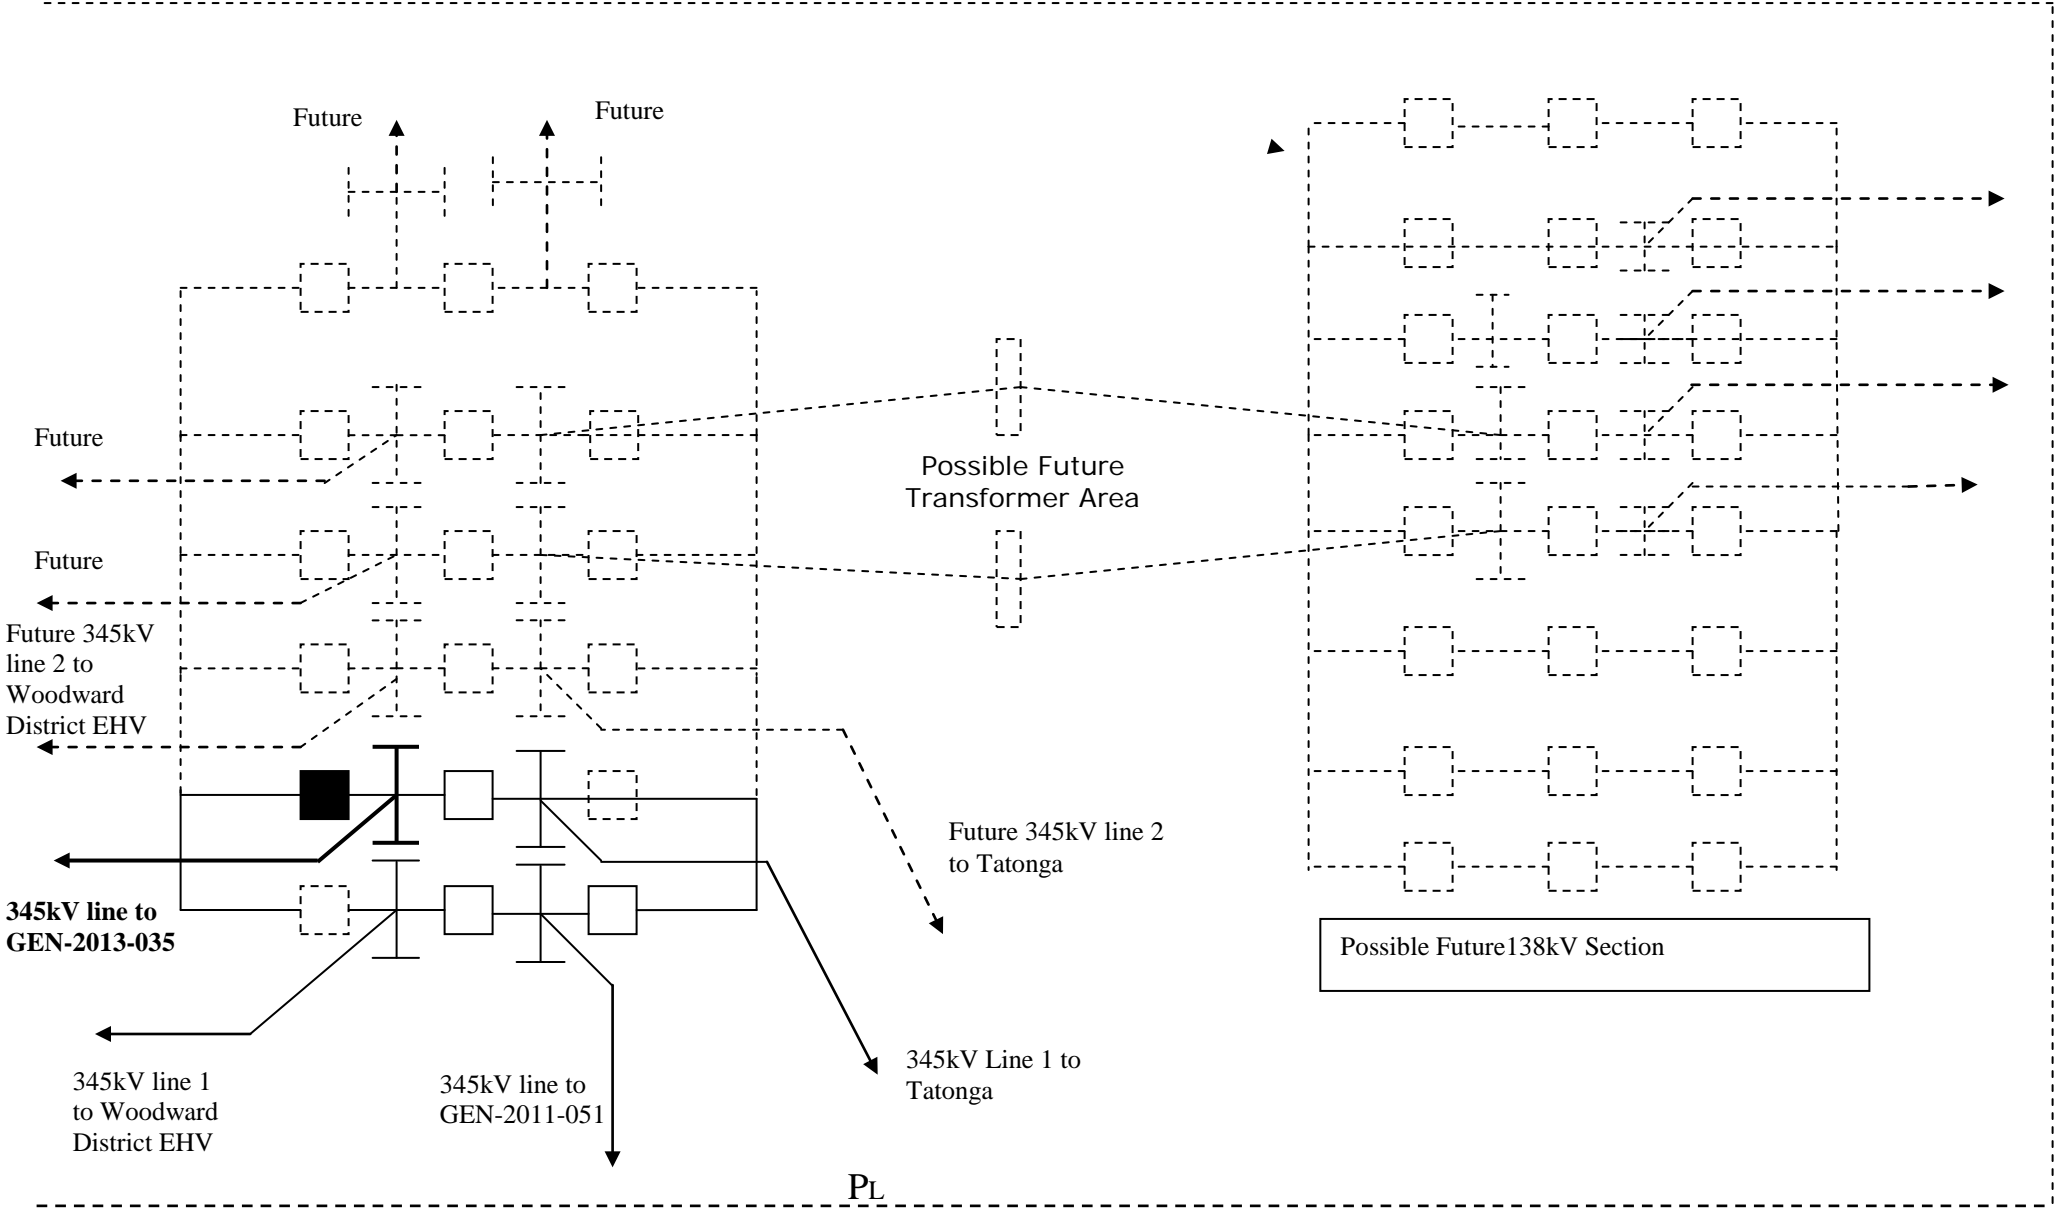 Future
Future
Future
Future
Future 345kV
line 2 to
Woodward
District EHV
Possible Future
Transformer Area
345kV line to
GEN-2013-035
Future 345kV line 2
to Tatonga
Possible Future138kV Section
345kV line 1
to Woodward
District EHV
345kV line to
GEN-2011-051
345kV Line 1 to
Tatonga
PL